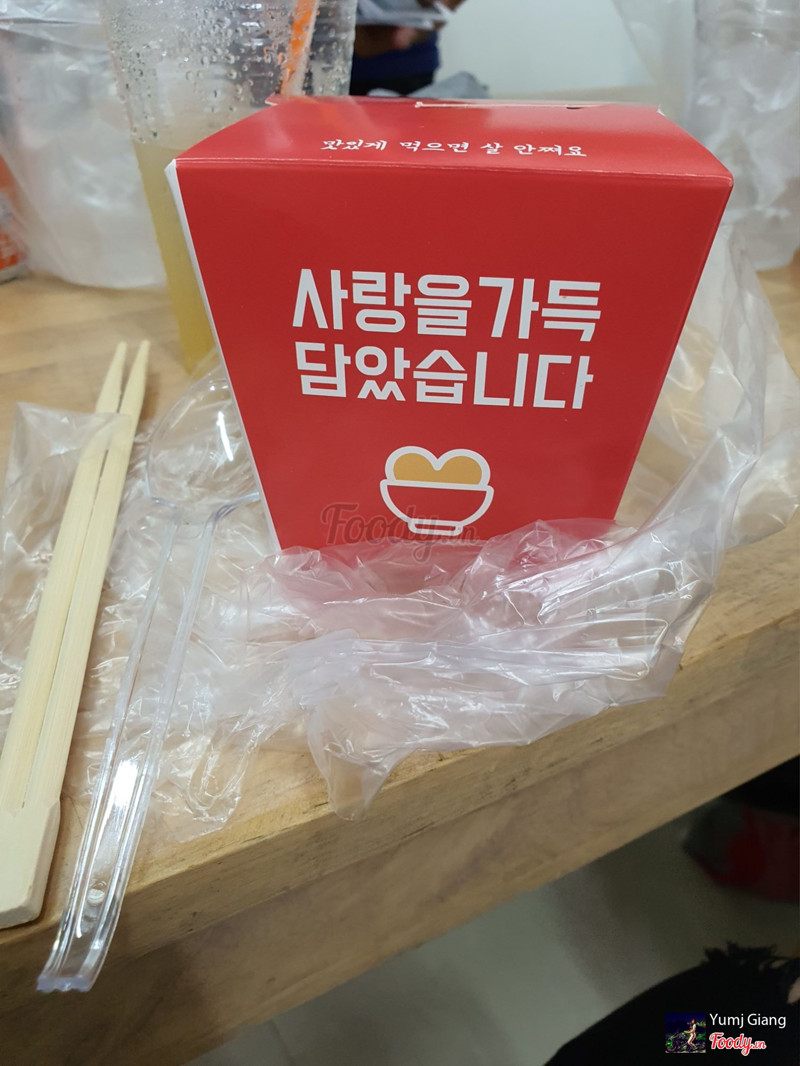 맛있게 먹으면 살 안쪄요
사랑을가득
담았습니다
Foody.vn
Yumj Giang
Foody.vn